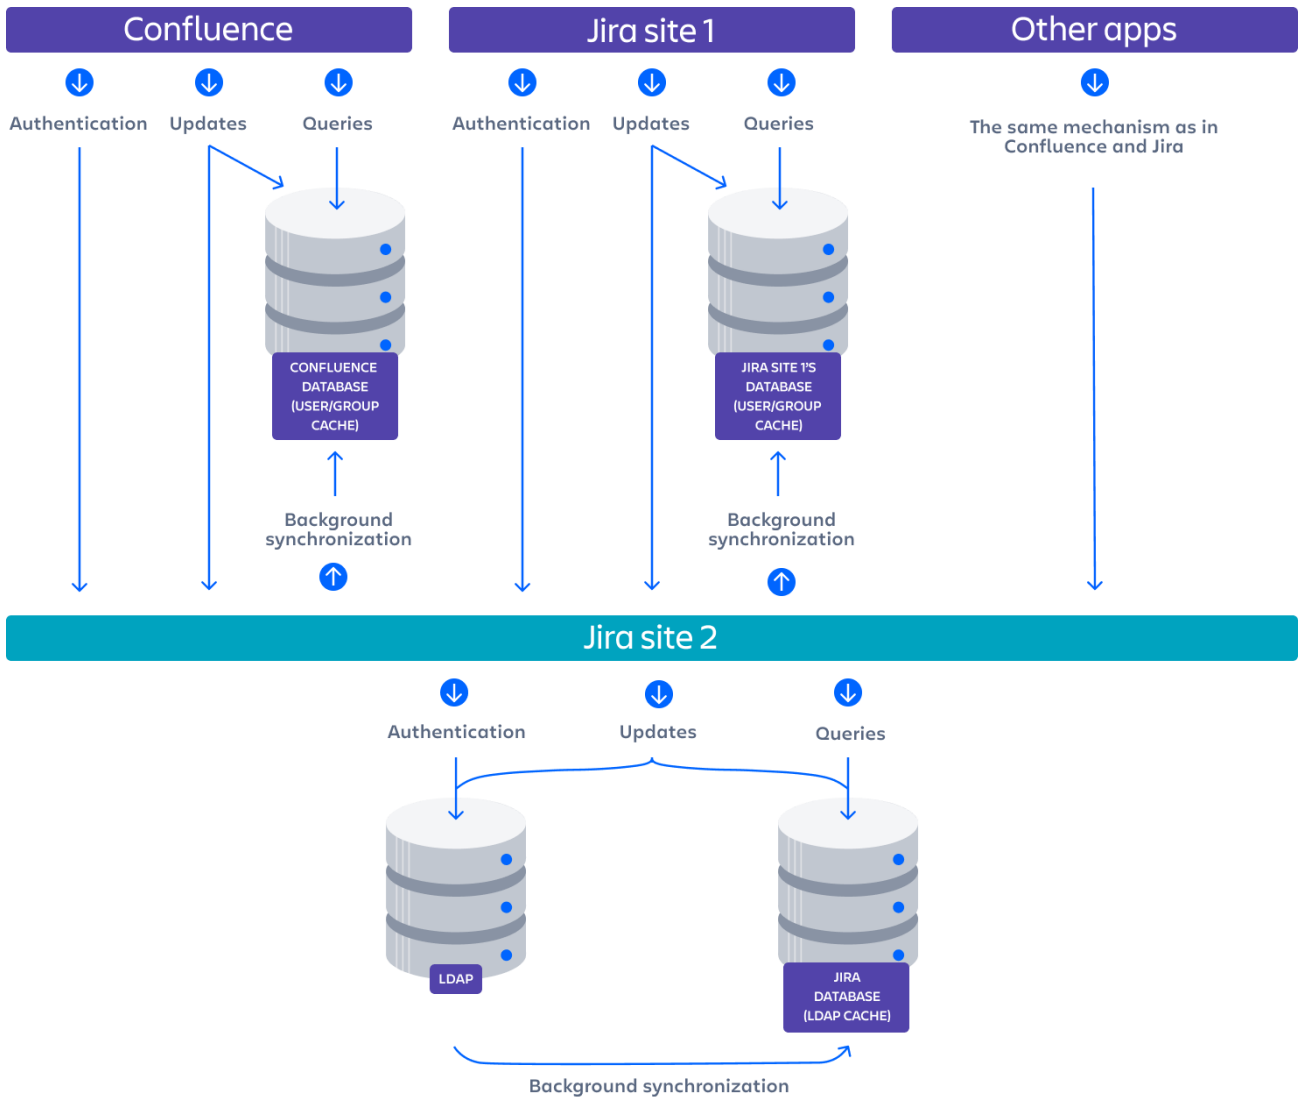 Confluence
Jira site 1
Other apps
Authentication
Updates
Queries
Authentication
Updates
Queries
The same mechanism as in
Confluence and Jira
CONFLUENCE
DATABASE
(USER/GROUP
CACHE)
JIRA SITE 1'S
DATABASE
(USER/GROUP
CACHE)
Background
synchronization
Background
synchronization
Jira site 2
Authentication
Updates
Queries
LDAP
JIRA
DATABASE
(LDAP CACHE)
Background synchronization